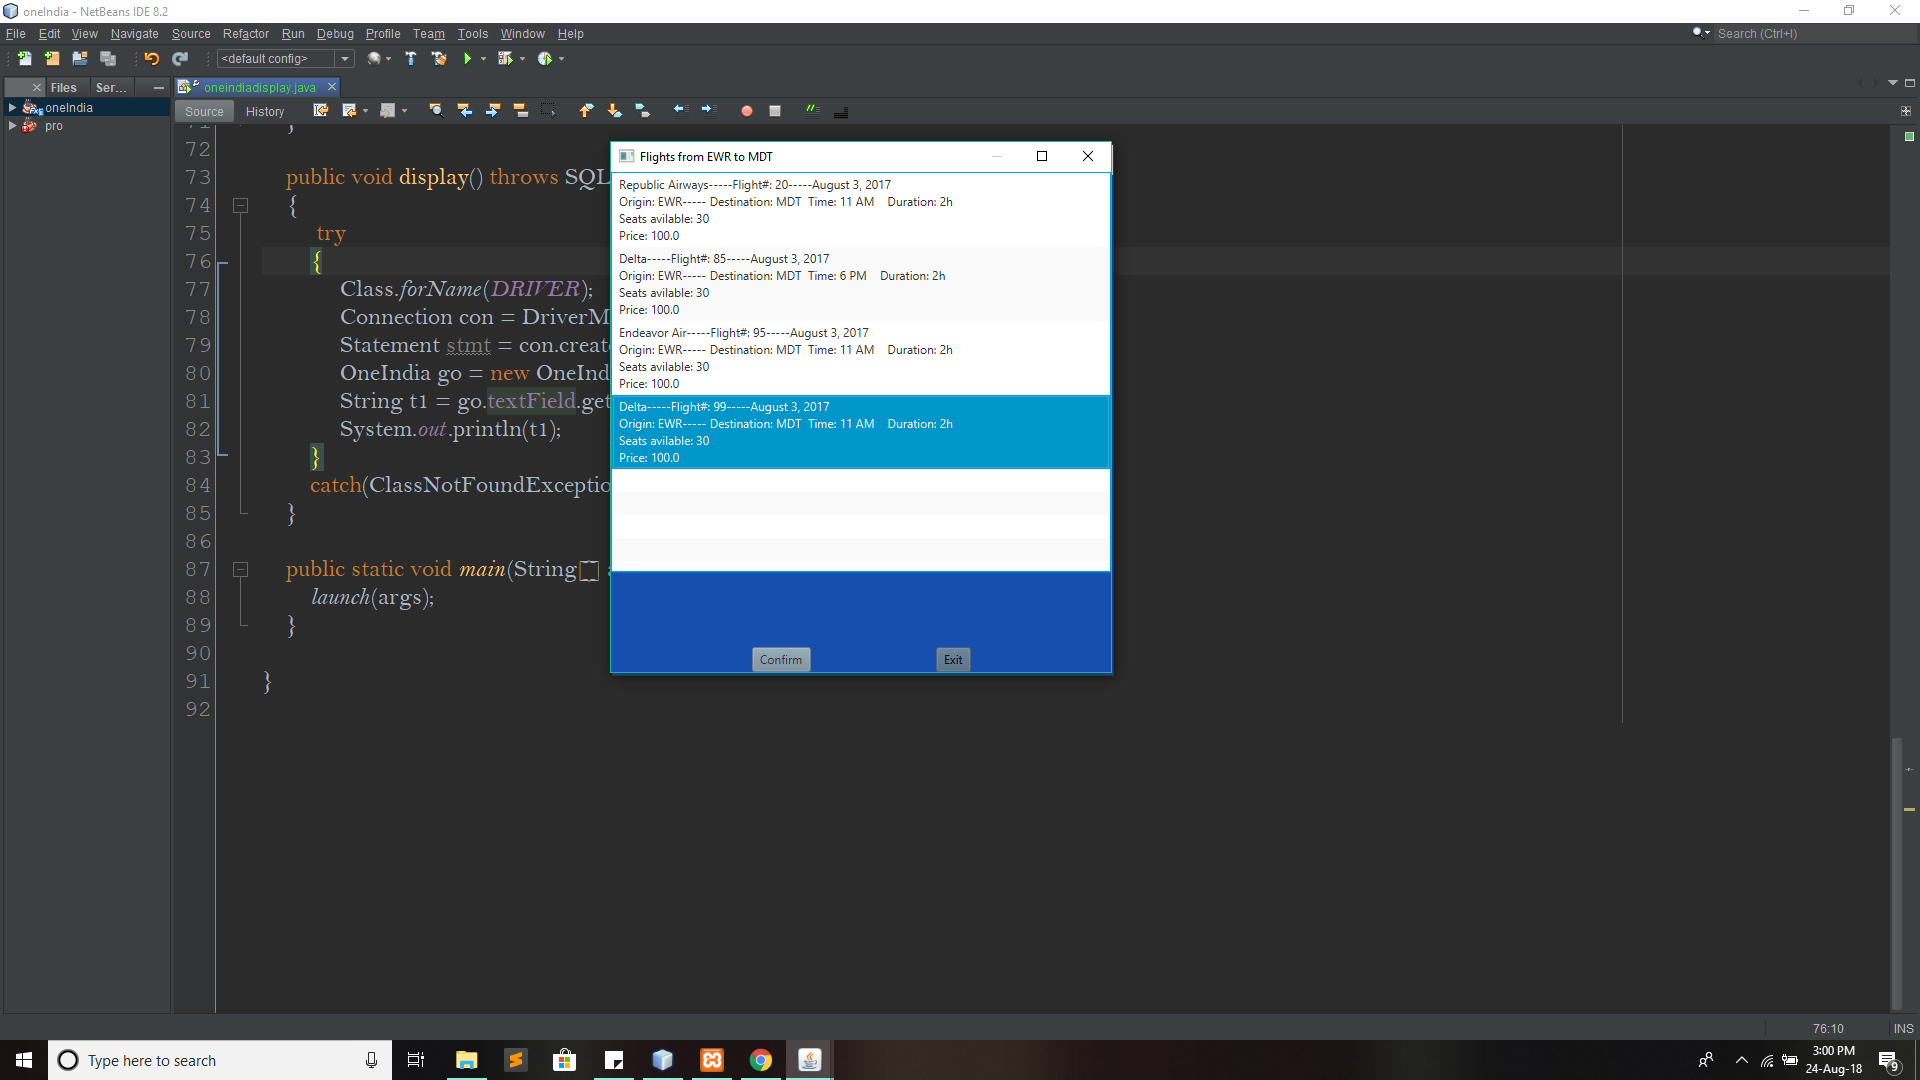 oneIndia - NetBeans IDE 8.2
File Edit View Navigate Source Refactor Run Debug Profile Team Tools Window Help
Search (Ctrl+I)
<default config>
Files Ser...
oneindiadisplay.java
oneIndia
pro
Source History
71 }
72
73 public void display() throws SQL
74 {
75 try
76 {
77 Class.forName(DRIVER);
78 Connection con = DriverM
79 Statement stmt = con.create
80 OneIndia go = new OneInd
81 String t1 = go.textField.get
82 System.out.println(t1);
83 }
84 catch(ClassNotFoundExceptio
85 }
86
87 public static void main(String[] a
88 launch(args);
89 }
90
91 }
92
Flights from EWR to MDT
Republic Airways-----Flight#: 20-----August 3, 2017
Origin: EWR----- Destination: MDT Time: 11 AM Duration: 2h
Seats avilable: 30
Price: 100.0
Delta-----Flight#: 85-----August 3, 2017
Origin: EWR----- Destination: MDT Time: 6 PM Duration: 2h
Seats avilable: 30
Price: 100.0
Endeavor Air-----Flight#: 95-----August 3, 2017
Origin: EWR----- Destination: MDT Time: 11 AM Duration: 2h
Seats avilable: 30
Price: 100.0
Delta-----Flight#: 99-----August 3, 2017
Origin: EWR----- Destination: MDT Time: 11 AM Duration: 2h
Seats avilable: 30
Price: 100.0
Confirm Exit
76:10 INS
Type here to search
3:00 PM
24-Aug-18
9